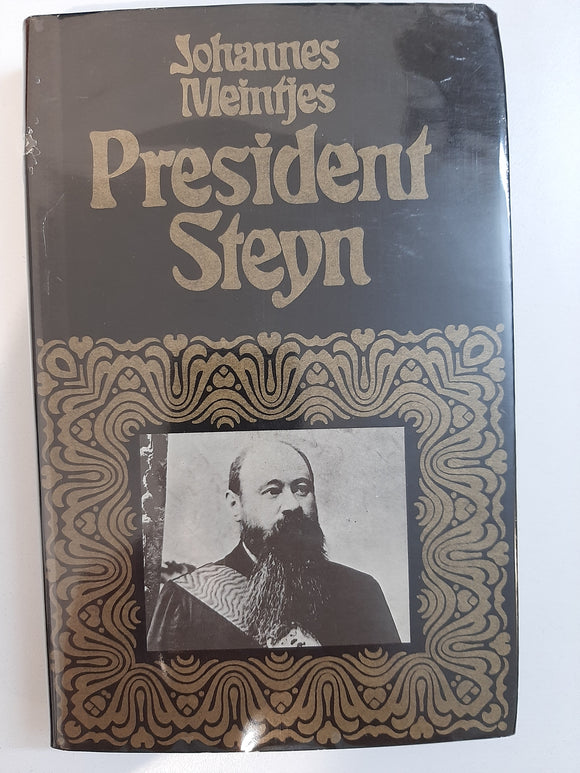 Johannes
Meintjes
President
Steyn